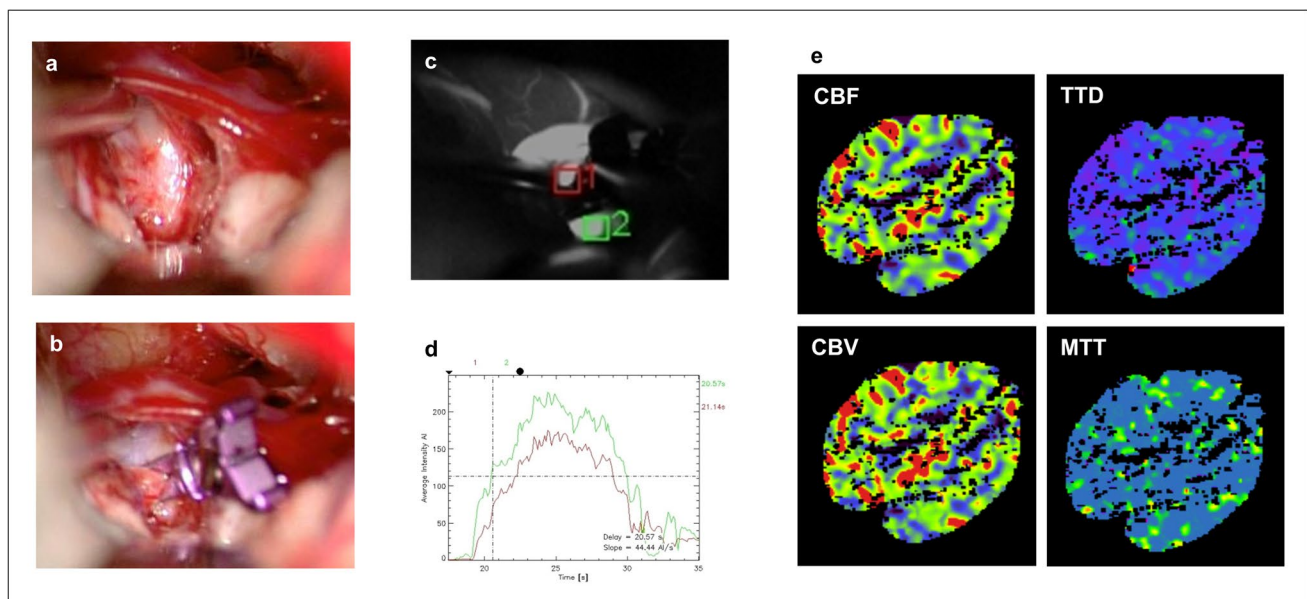 a
b
c
1
2
d
1 2
20.57s
21.14s
Average Intensity AI
200
150
100
50
0
20 25 30 35
Delay = 20.57 s
Slope = 44.44 AI/s
Time [s]
e
CBF
TTD
CBV
MTT